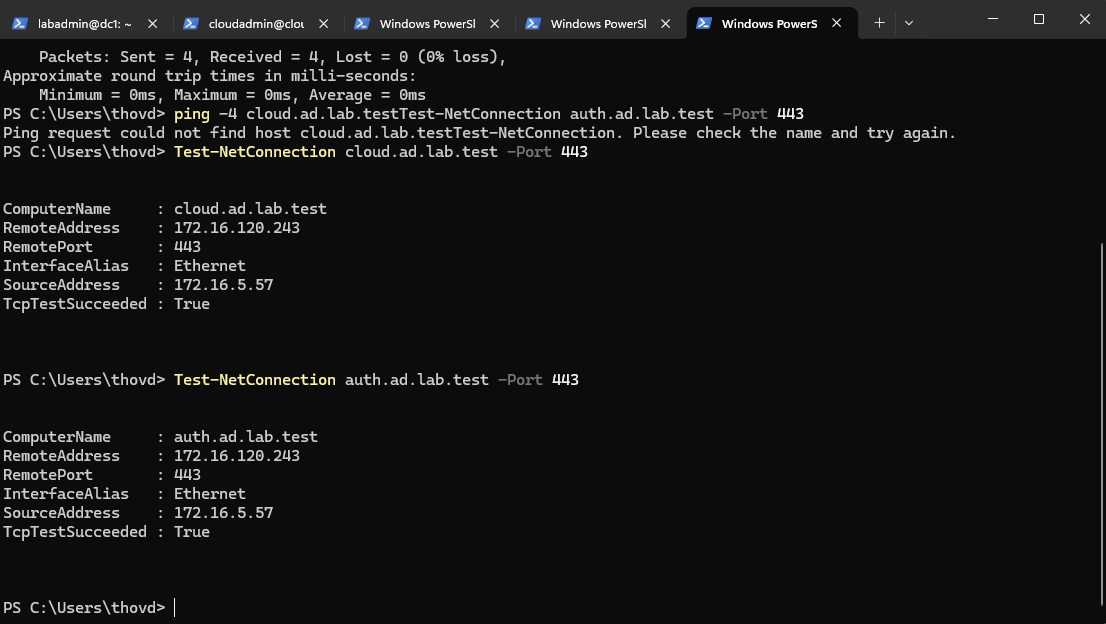 labadmin@dc1: ~
cloudadmin@clou
Windows PowerSl
Windows PowerSl
Windows PowerS
    Packets: Sent = 4, Received = 4, Lost = 0 (0% loss),
Approximate round trip times in milli-seconds:
    Minimum = 0ms, Maximum = 0ms, Average = 0ms
PS C:\Users\thovd> ping -4 cloud.ad.lab.testTest-NetConnection auth.ad.lab.test -Port 443
Ping request could not find host cloud.ad.lab.testTest-NetConnection. Please check the name and try again.
PS C:\Users\thovd> Test-NetConnection cloud.ad.lab.test -Port 443
ComputerName     : cloud.ad.lab.test
RemoteAddress    : 172.16.120.243
RemotePort       : 443
InterfaceAlias   : Ethernet
SourceAddress    : 172.16.5.57
TcpTestSucceeded : True
PS C:\Users\thovd> Test-NetConnection auth.ad.lab.test -Port 443
ComputerName     : auth.ad.lab.test
RemoteAddress    : 172.16.120.243
RemotePort       : 443
InterfaceAlias   : Ethernet
SourceAddress    : 172.16.5.57
TcpTestSucceeded : True
PS C:\Users\thovd>